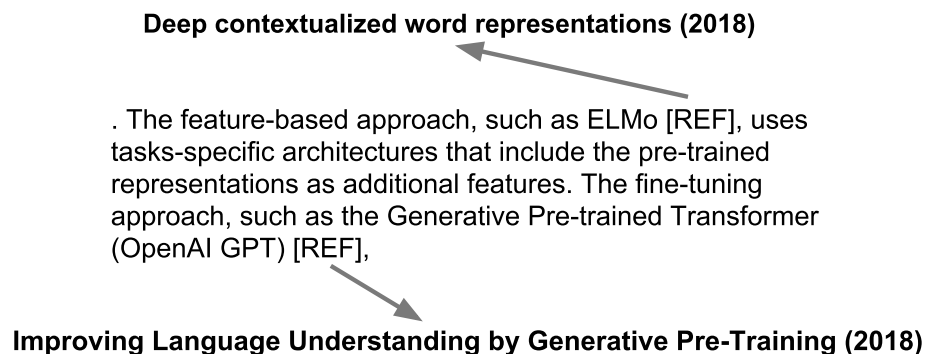 Deep contextualized word representations (2018)
. The feature-based approach, such as ELMo [REF], uses
tasks-specific architectures that include the pre-trained
representations as additional features. The fine-tuning
approach, such as the Generative Pre-trained Transformer
(OpenAI GPT) [REF],
Improving Language Understanding by Generative Pre-Training (2018)